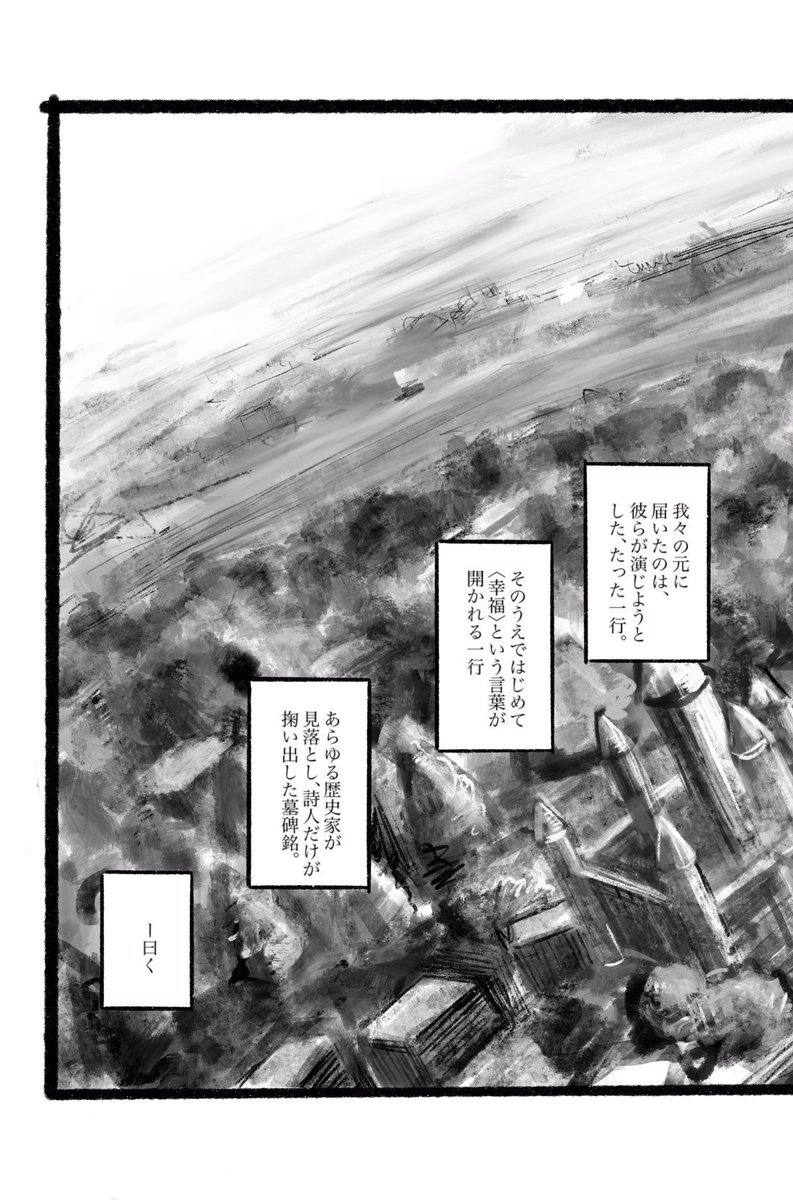 我々の元に
届いたのは、
彼らが演じようと
した、たった一行。
そのうえではじめて
〈幸福〉という言葉が
開かれる一行
あらゆる歴史家が
見落とし、詩人だけが
掬い出した墓碑銘。
ー曰く